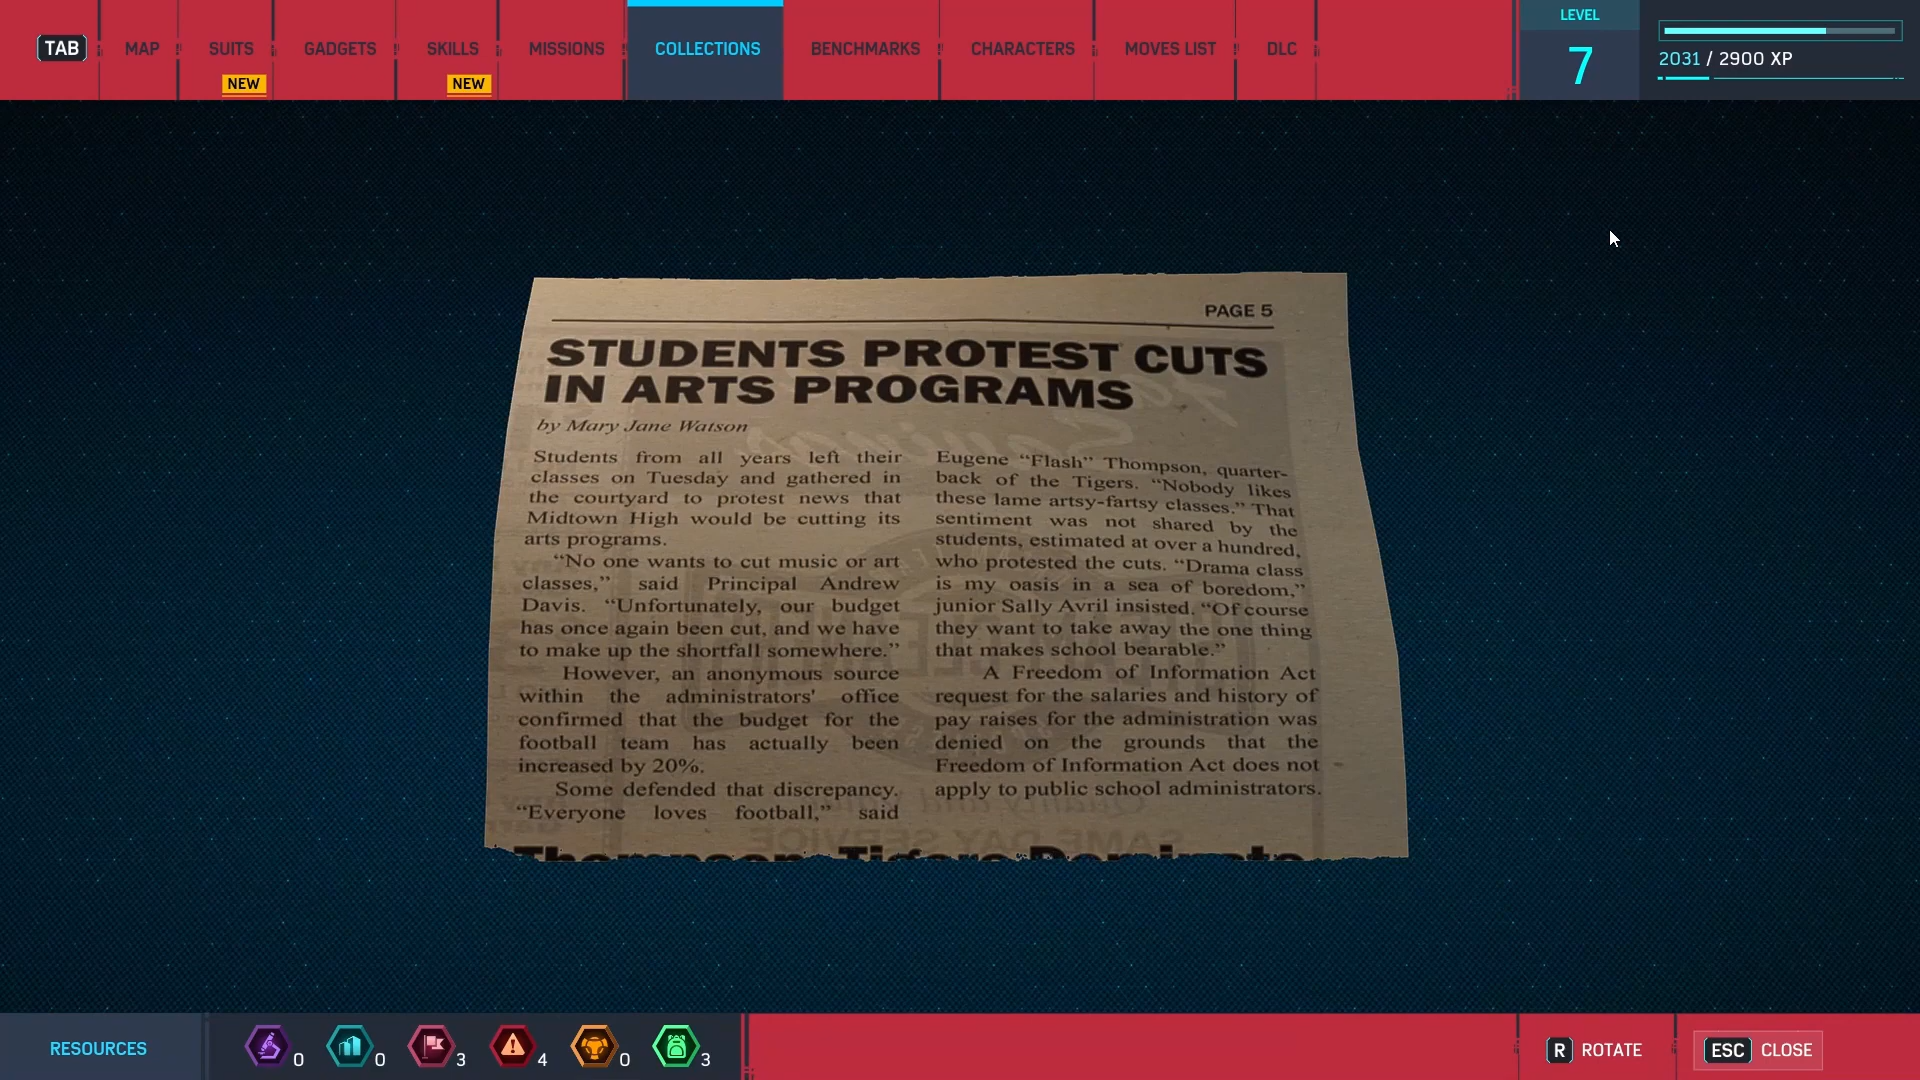 TAB
MAP
SUITS
NEW
GADGETS
SKILLS
NEW
MISSIONS
COLLECTIONS
BENCHMARKS
CHARACTERS
MOVES LIST
DLC
LEVEL
7
2031 / 2900 XP
PAGE 5
STUDENTS PROTEST CUTS
IN ARTS PROGRAMS
by Mary Jane Watson
Students from all years left their
classes on Tuesday and gathered in
the courtyard to protest news that
Midtown High would be cutting its
arts programs.
“No one wants to cut music or art
classes,” said Principal Andrew
Davis. “Unfortunately, our budget
has once again been cut, and we have
to make up the shortfall somewhere.”
However, an anonymous source
within the administrators' office
confirmed that the budget for the
football team has actually been
increased by 20%.
Some defended that discrepancy.
“Everyone loves football,” said
Eugene “Flash” Thompson, quarter-
back of the Tigers. “Nobody likes
these lame artsy-fartsy classes.” That
sentiment was not shared by the
students, estimated at over a hundred,
who protested the cuts. “Drama class
is my oasis in a sea of boredom,”
junior Sally Avril insisted. “Of course
they want to take away the one thing
that makes school bearable.”
A Freedom of Information Act
request for the salaries and history of
pay raises for the administration was
denied on the grounds that the
Freedom of Information Act does not
apply to public school administrators.
Thompson, Tigers Dominate
RESOURCES
0
0
3
4
0
3
R ROTATE
ESC CLOSE